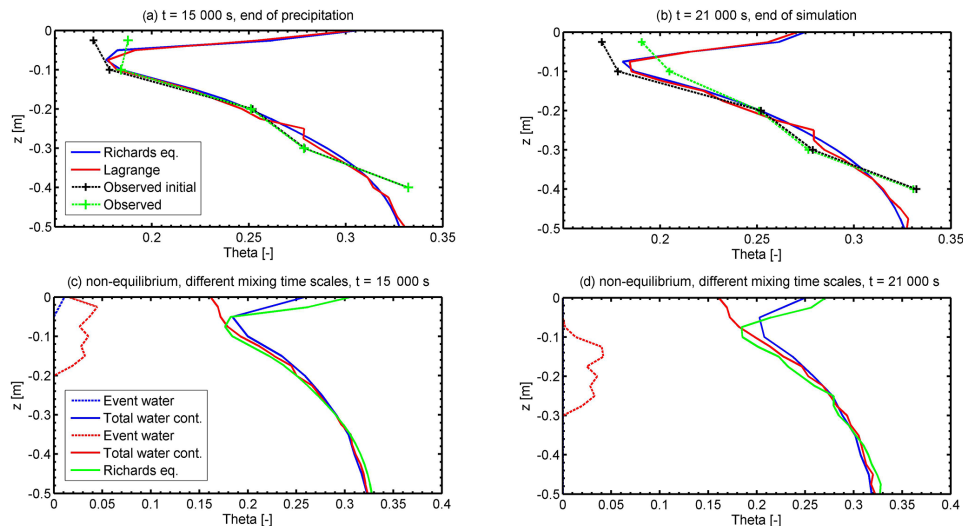 (a) t = 15 000 s, end of precipitation
0
-0.1
-0.2
-0.3
-0.4
-0.5
z [m]
Richards eq.
Lagrange
Observed initial
Observed
0.2 0.25 0.3 0.35
Theta [-]
(b) t = 21 000 s, end of simulation
0
-0.1
-0.2
-0.3
-0.4
-0.5
z [m]
0.2 0.25 0.3 0.35
Theta [-]
(c) non-equilibrium, different mixing time scales, t = 15 000 s
0
-0.1
-0.2
-0.3
-0.4
-0.5
z [m]
Event water
Total water cont.
Event water
Total water cont.
Richards eq.
0 0.05 0.1 0.15 0.2 0.25 0.3 0.35 0.4
Theta [-]
(d) non-equilibrium, different mixing time scales, t = 21 000 s
0
-0.1
-0.2
-0.3
-0.4
-0.5
z [m]
0 0.05 0.1 0.15 0.2 0.25 0.3 0.35 0.4
Theta [-]